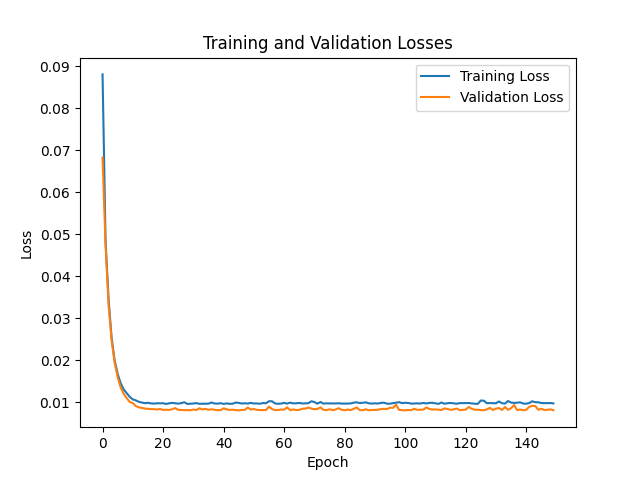 Training and Validation Losses
Training Loss
Validation Loss
Loss
0.09
0.08
0.07
0.06
0.05
0.04
0.03
0.02
0.01
0 20 40 60 80 100 120 140
Epoch